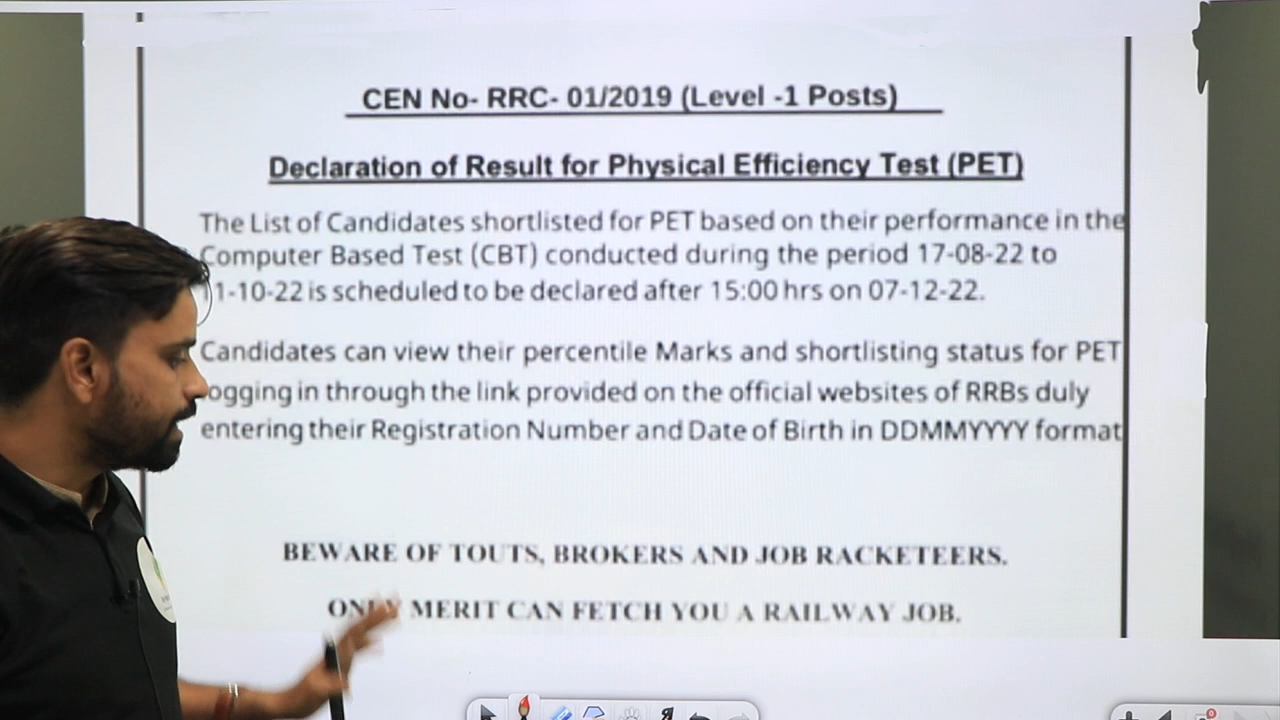 CEN No- RRC- 01/2019 (Level -1 Posts)
Declaration of Result for Physical Efficiency Test (PET)
The List of Candidates shortlisted for PET based on their performance in the
Computer Based Test (CBT) conducted during the period 17-08-22 to
1-10-22 is scheduled to be declared after 15:00 hrs on 07-12-22.
Candidates can view their percentile Marks and shortlisting status for PET
ogging in through the link provided on the official websites of RRBs duly
entering their Registration Number and Date of Birth in DDMMYYYY format
BEWARE OF TOUTS, BROKERS AND JOB RACKETEERS.
ONLY MERIT CAN FETCH YOU A RAILWAY JOB.